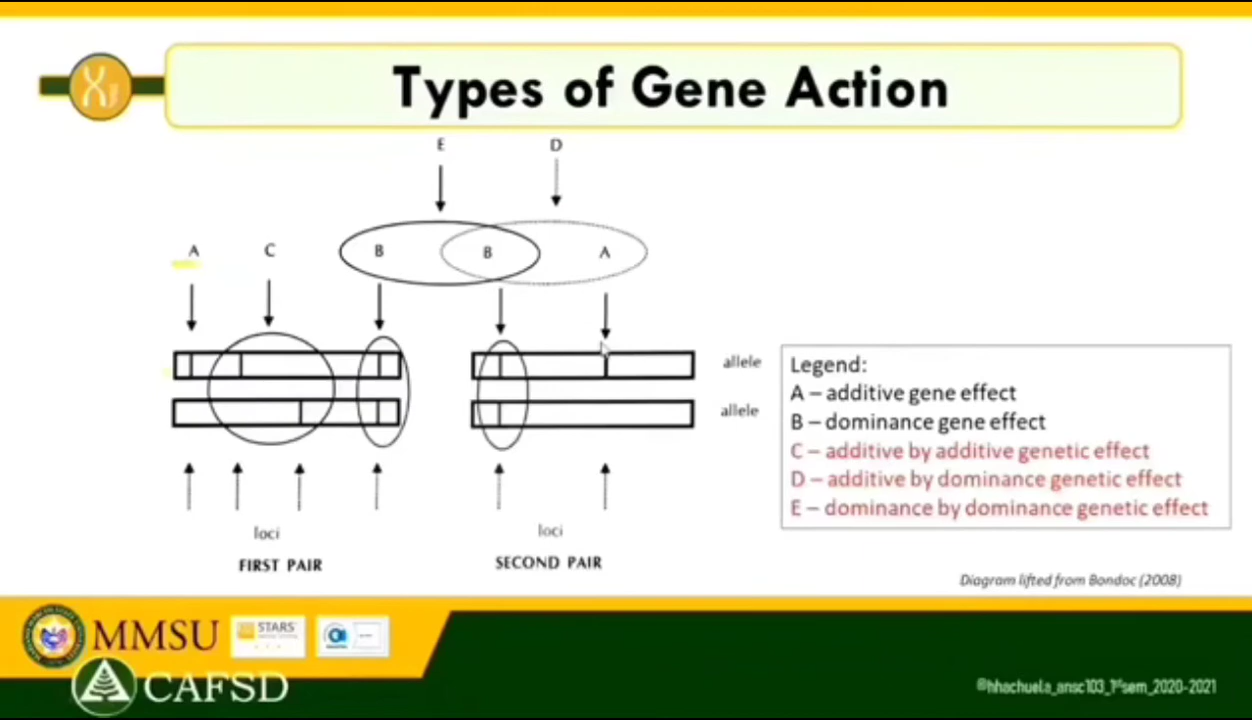 Types of Gene Action
E D
A C B B A
allele
allele
loci loci
FIRST PAIR SECOND PAIR
Legend:
A – additive gene effect
B – dominance gene effect
C – additive by additive genetic effect
D – additive by dominance genetic effect
E – dominance by dominance genetic effect
Diagram lifted from Bondoc (2008)
MMSU
STARS
CAFSD
@hhachuela_ansc103_1stsem_2020-2021